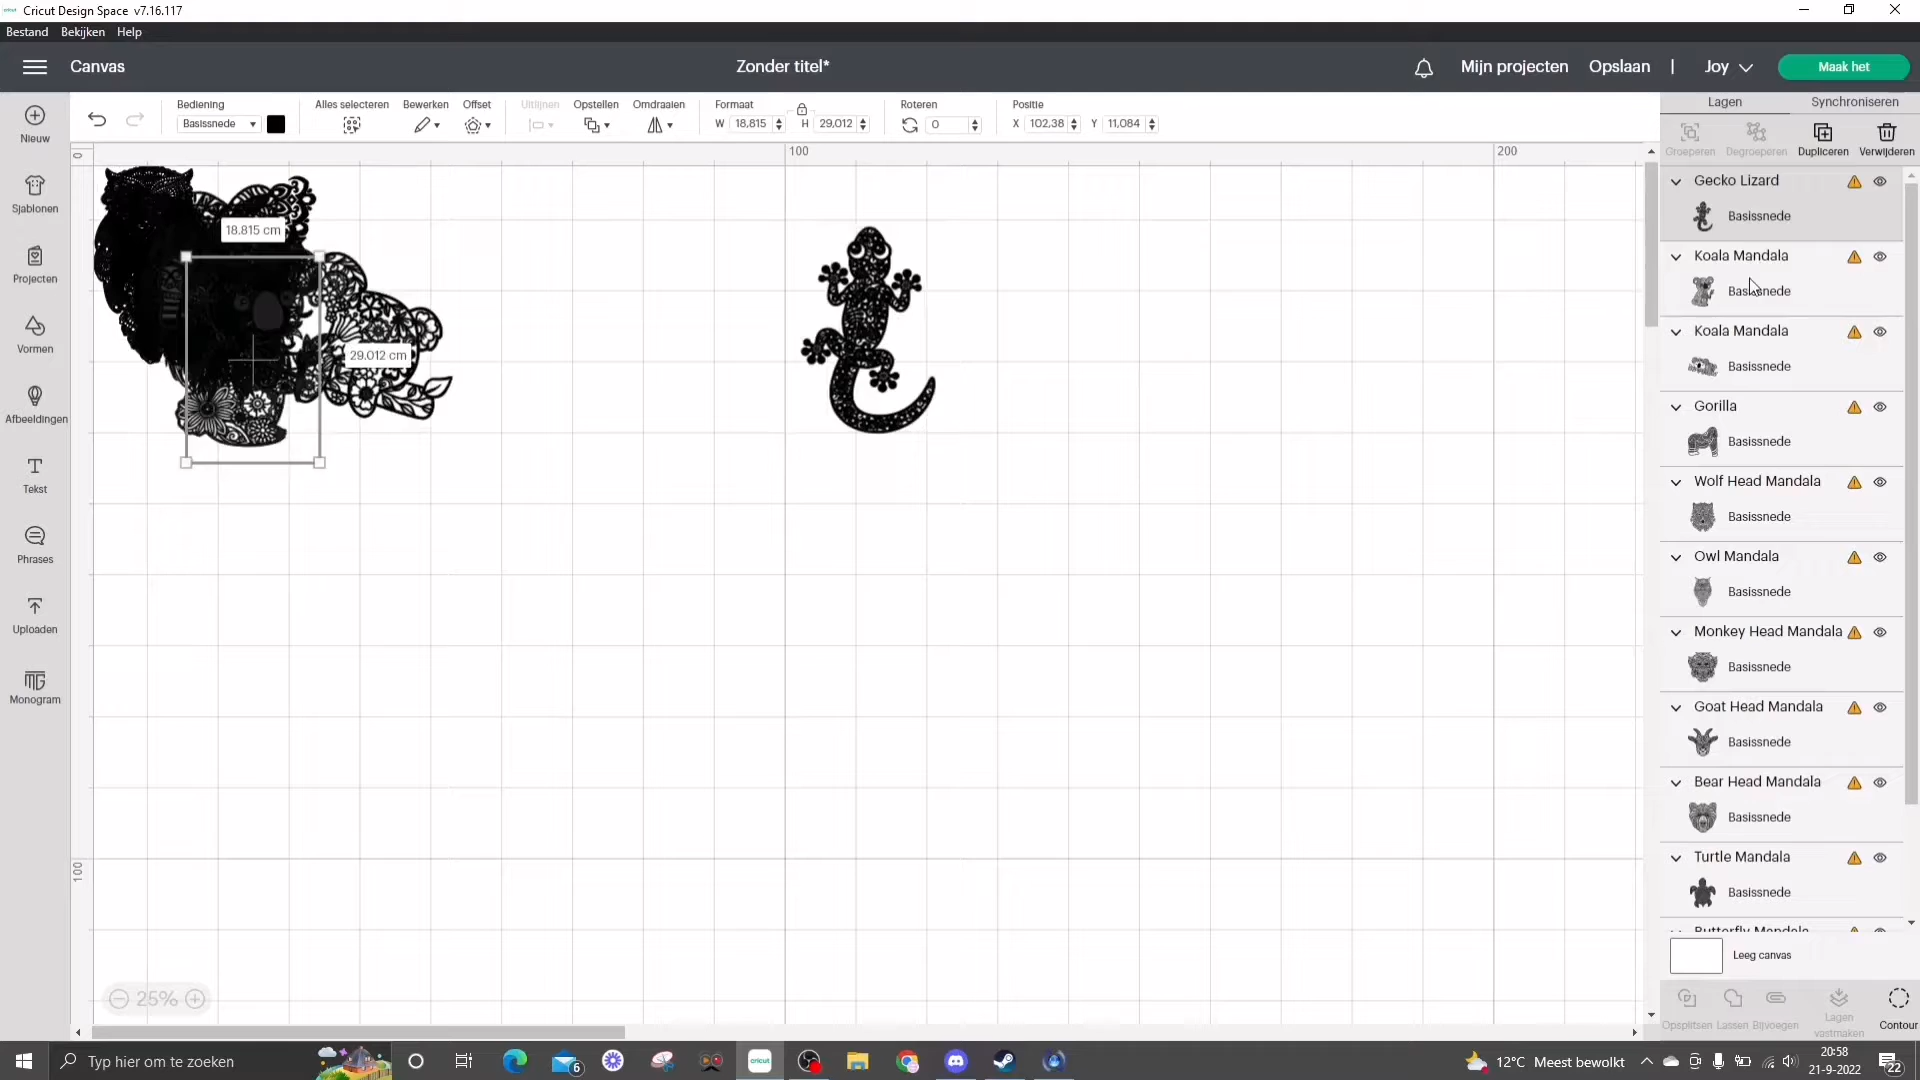 cricut Cricut Design Space v7.16.117
Bestand Bekijken Help
Canvas Zonder titel* Mijn projecten Opslaan | Joy Maak het
Lagen Synchroniseren
Bediening Alles selecteren Bewerken Offset Uitlijnen Opstellen Omdraaien Formaat Roteren Positie
Basissnede W 18,815 H 29,012 0 X 102,38 Y 11,084
Groeperen Degroeperen Dupliceren Verwijderen
Nieuw
Sjablonen
Projecten
Vormen
Afbeeldingen
Tekst
Phrases
Uploaden
Monogram
0 100 200
100
18.815 cm
29.012 cm
25%
Gecko Lizard
Basissnede
Koala Mandala
Basissnede
Koala Mandala
Basissnede
Gorilla
Basissnede
Wolf Head Mandala
Basissnede
Owl Mandala
Basissnede
Monkey Head Mandala
Basissnede
Goat Head Mandala
Basissnede
Bear Head Mandala
Basissnede
Turtle Mandala
Basissnede
Butterfly Mandala
Leeg canvas
Opsplitsen Lassen Bijvoegen Lagen vastmaken Contour
Typ hier om te zoeken 6 cricut 12°C Meest bewolkt 20:58
21-9-2022 22